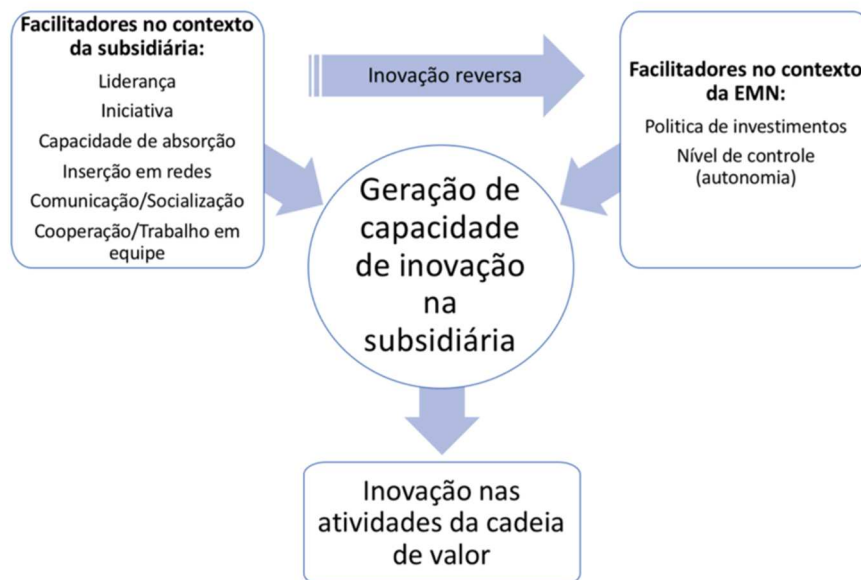 Facilitadores no contexto
da subsidiária:
Liderança
Iniciativa
Capacidade de absorção
Inserção em redes
Comunicação/Socialização
Cooperação/Trabalho em
equipe
Inovação reversa
Facilitadores no contexto
da EMN:
Politica de investimentos
Nível de controle
(autonomia)
Geração de
capacidade
de inovação
na
subsidiária
Inovação nas
atividades da cadeia
de valor